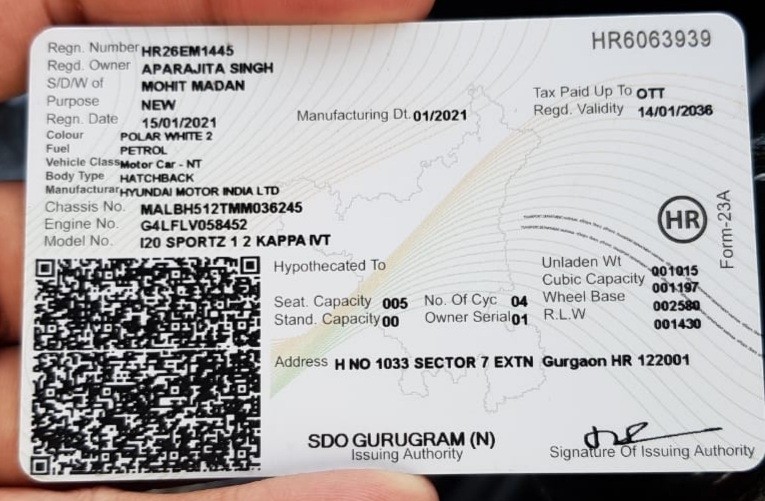 HR6063939
Regn. Number HR26EM1445
Regd. Owner APARAJITA SINGH
S/D/W of MOHIT MADAN
Purpose NEW
Regn. Date 15/01/2021
Manufacturing Dt. 01/2021
Tax Paid Up To OTT
Regd. Validity 14/01/2036
Colour POLAR WHITE 2
Fuel PETROL
Vehicle Class Motor Car - NT
Body Type HATCHBACK
Manufacturar HYUNDAI MOTOR INDIA LTD
Chassis No. MALBH512TMM036245
Engine No. G4LFLV058452
Model No. I20 SPORTZ 1 2 KAPPA IVT
HR
Form-23A
Hypothecated To
Unladen Wt 001015
Cubic Capacity 001197
Wheel Base 002580
R.L.W 001430
Seat. Capacity 005 No. Of Cyc 04
Stand. Capacity 00 Owner Serial 01
Address H NO 1033 SECTOR 7 EXTN Gurgaon HR 122001
SDO GURUGRAM (N)
Issuing Authority
Signature Of Issuing Authority